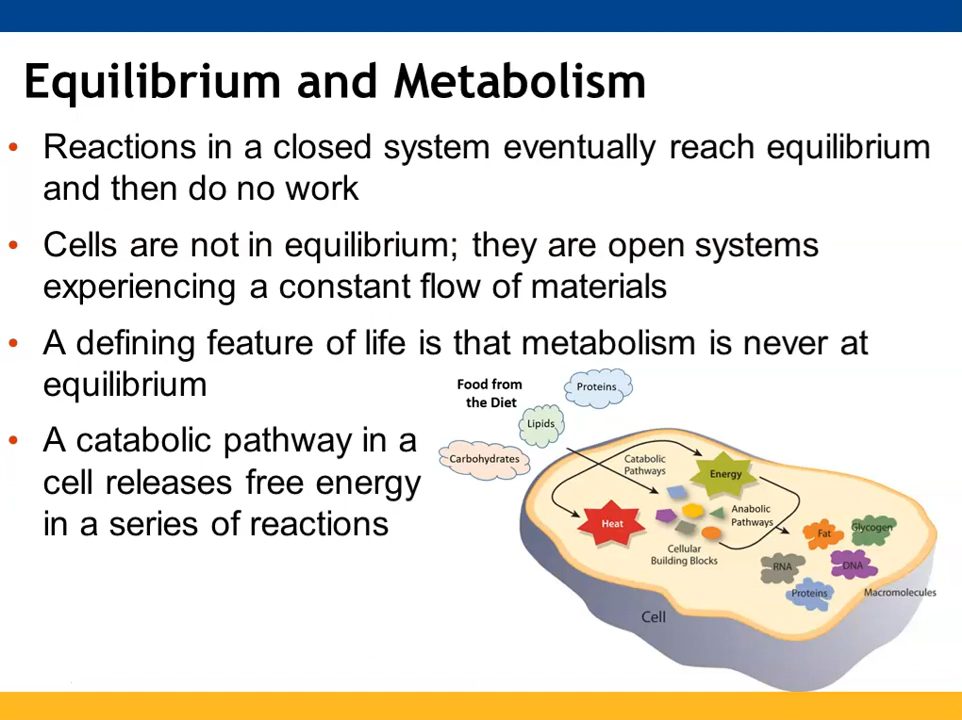 Equilibrium and Metabolism
• Reactions in a closed system eventually reach equilibrium
and then do no work
• Cells are not in equilibrium; they are open systems
experiencing a constant flow of materials
• A defining feature of life is that metabolism is never at
equilibrium
• A catabolic pathway in a
cell releases free energy
in a series of reactions
Food from
the Diet
Proteins
Lipids
Carbohydrates
Catabolic
Pathways
Energy
Heat
Anabolic
Pathways
Cellular
Building Blocks
Fat
Glycogen
RNA
DNA
Proteins
Macromolecules
Cell